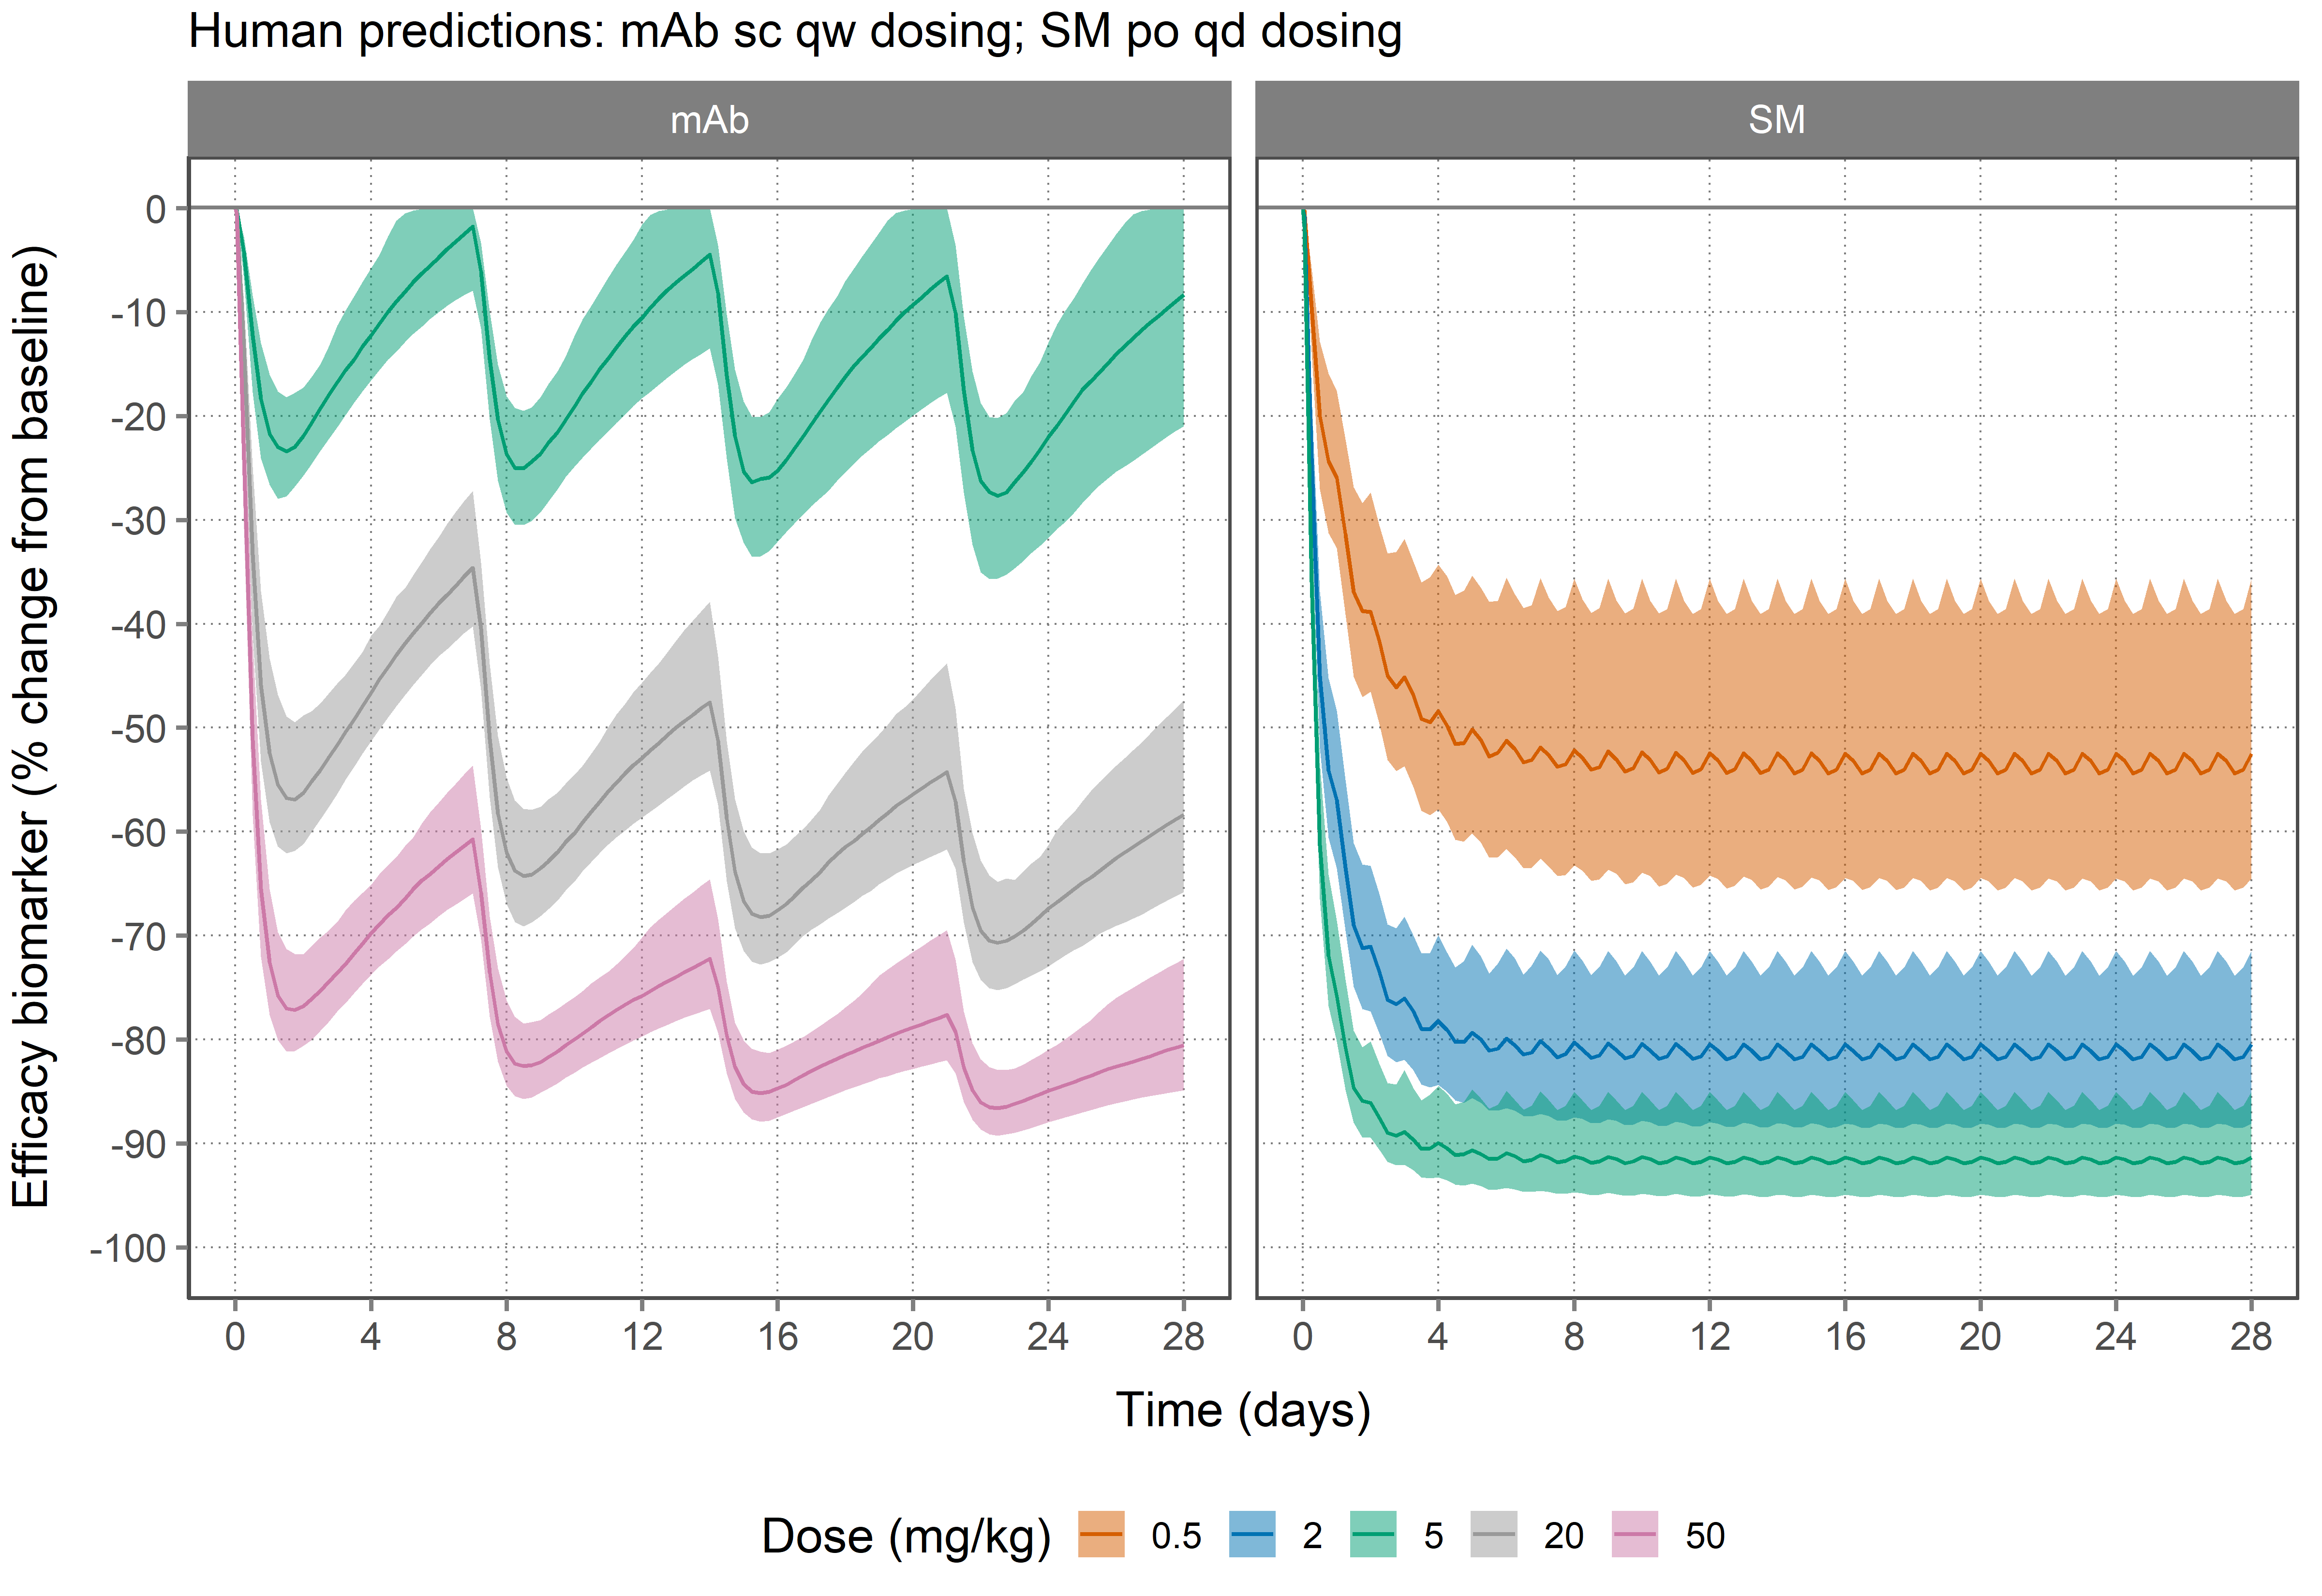 Human predictions: mAb sc qw dosing; SM po qd dosing
mAb
SM
Efficacy biomarker (% change from baseline)
0
-10
-20
-30
-40
-50
-60
-70
-80
-90
-100
0 4 8 12 16 20 24 28
0 4 8 12 16 20 24 28
Time (days)
Dose (mg/kg) 0.5 2 5 20 50